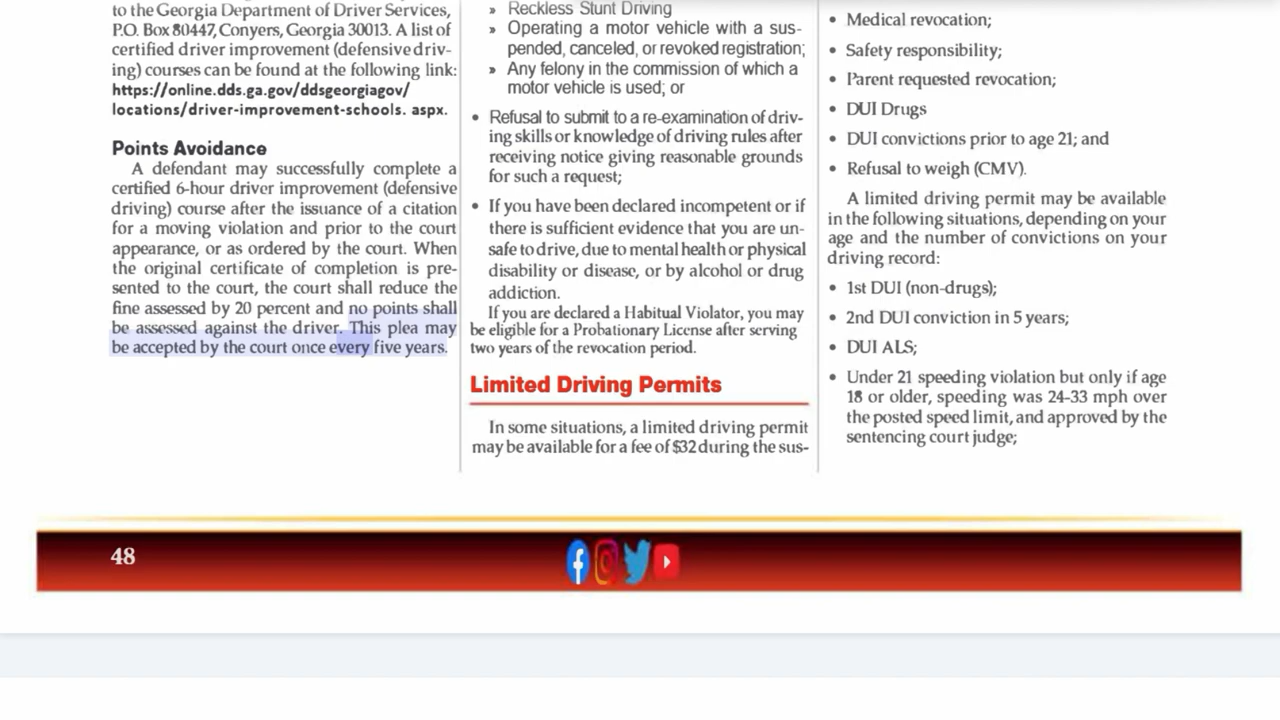 to the Georgia Department of Driver Services,
P.O. Box 80447, Conyers, Georgia 30013. A list of
certified driver improvement (defensive driv-
ing) courses can be found at the following link:
https://online.dds.ga.gov/ddsgeorgiagov/
locations/driver-improvement-schools. aspx.
Points Avoidance
A defendant may successfully complete a
certified 6-hour driver improvement (defensive
driving) course after the issuance of a citation
for a moving violation and prior to the court
appearance, or as ordered by the court. When
the original certificate of completion is pre-
sented to the court, the court shall reduce the
fine assessed by 20 percent and no points shall
be assessed against the driver. This plea may
be accepted by the court once every five years.
» Reckless Stunt Driving
» Operating a motor vehicle with a sus-
pended, canceled, or revoked registration;
» Any felony in the commission of which a
motor vehicle is used; or
• Refusal to submit to a re-examination of driv-
ing skills or knowledge of driving rules after
receiving notice giving reasonable grounds
for such a request;
• If you have been declared incompetent or if
there is sufficient evidence that you are un-
safe to drive, due to mental health or physical
disability or disease, or by alcohol or drug
addiction.
If you are declared a Habitual Violator, you may
be eligible for a Probationary License after serving
two years of the revocation period.
Limited Driving Permits
In some situations, a limited driving permit
may be available for a fee of $32 during the sus-
• Medical revocation;
• Safety responsibility;
• Parent requested revocation;
• DUI Drugs
• DUI convictions prior to age 21; and
• Refusal to weigh (CMV).
A limited driving permit may be available
in the following situations, depending on your
age and the number of convictions on your
driving record:
• 1st DUI (non-drugs);
• 2nd DUI conviction in 5 years;
• DUI ALS;
• Under 21 speeding violation but only if age
18 or older, speeding was 24-33 mph over
the posted speed limit, and approved by the
sentencing court judge;
48